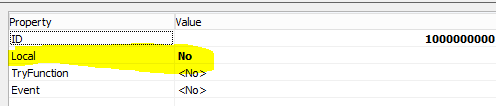 Property Value
ID 1000000000
Local No
TryFunction <No>
Event <No>